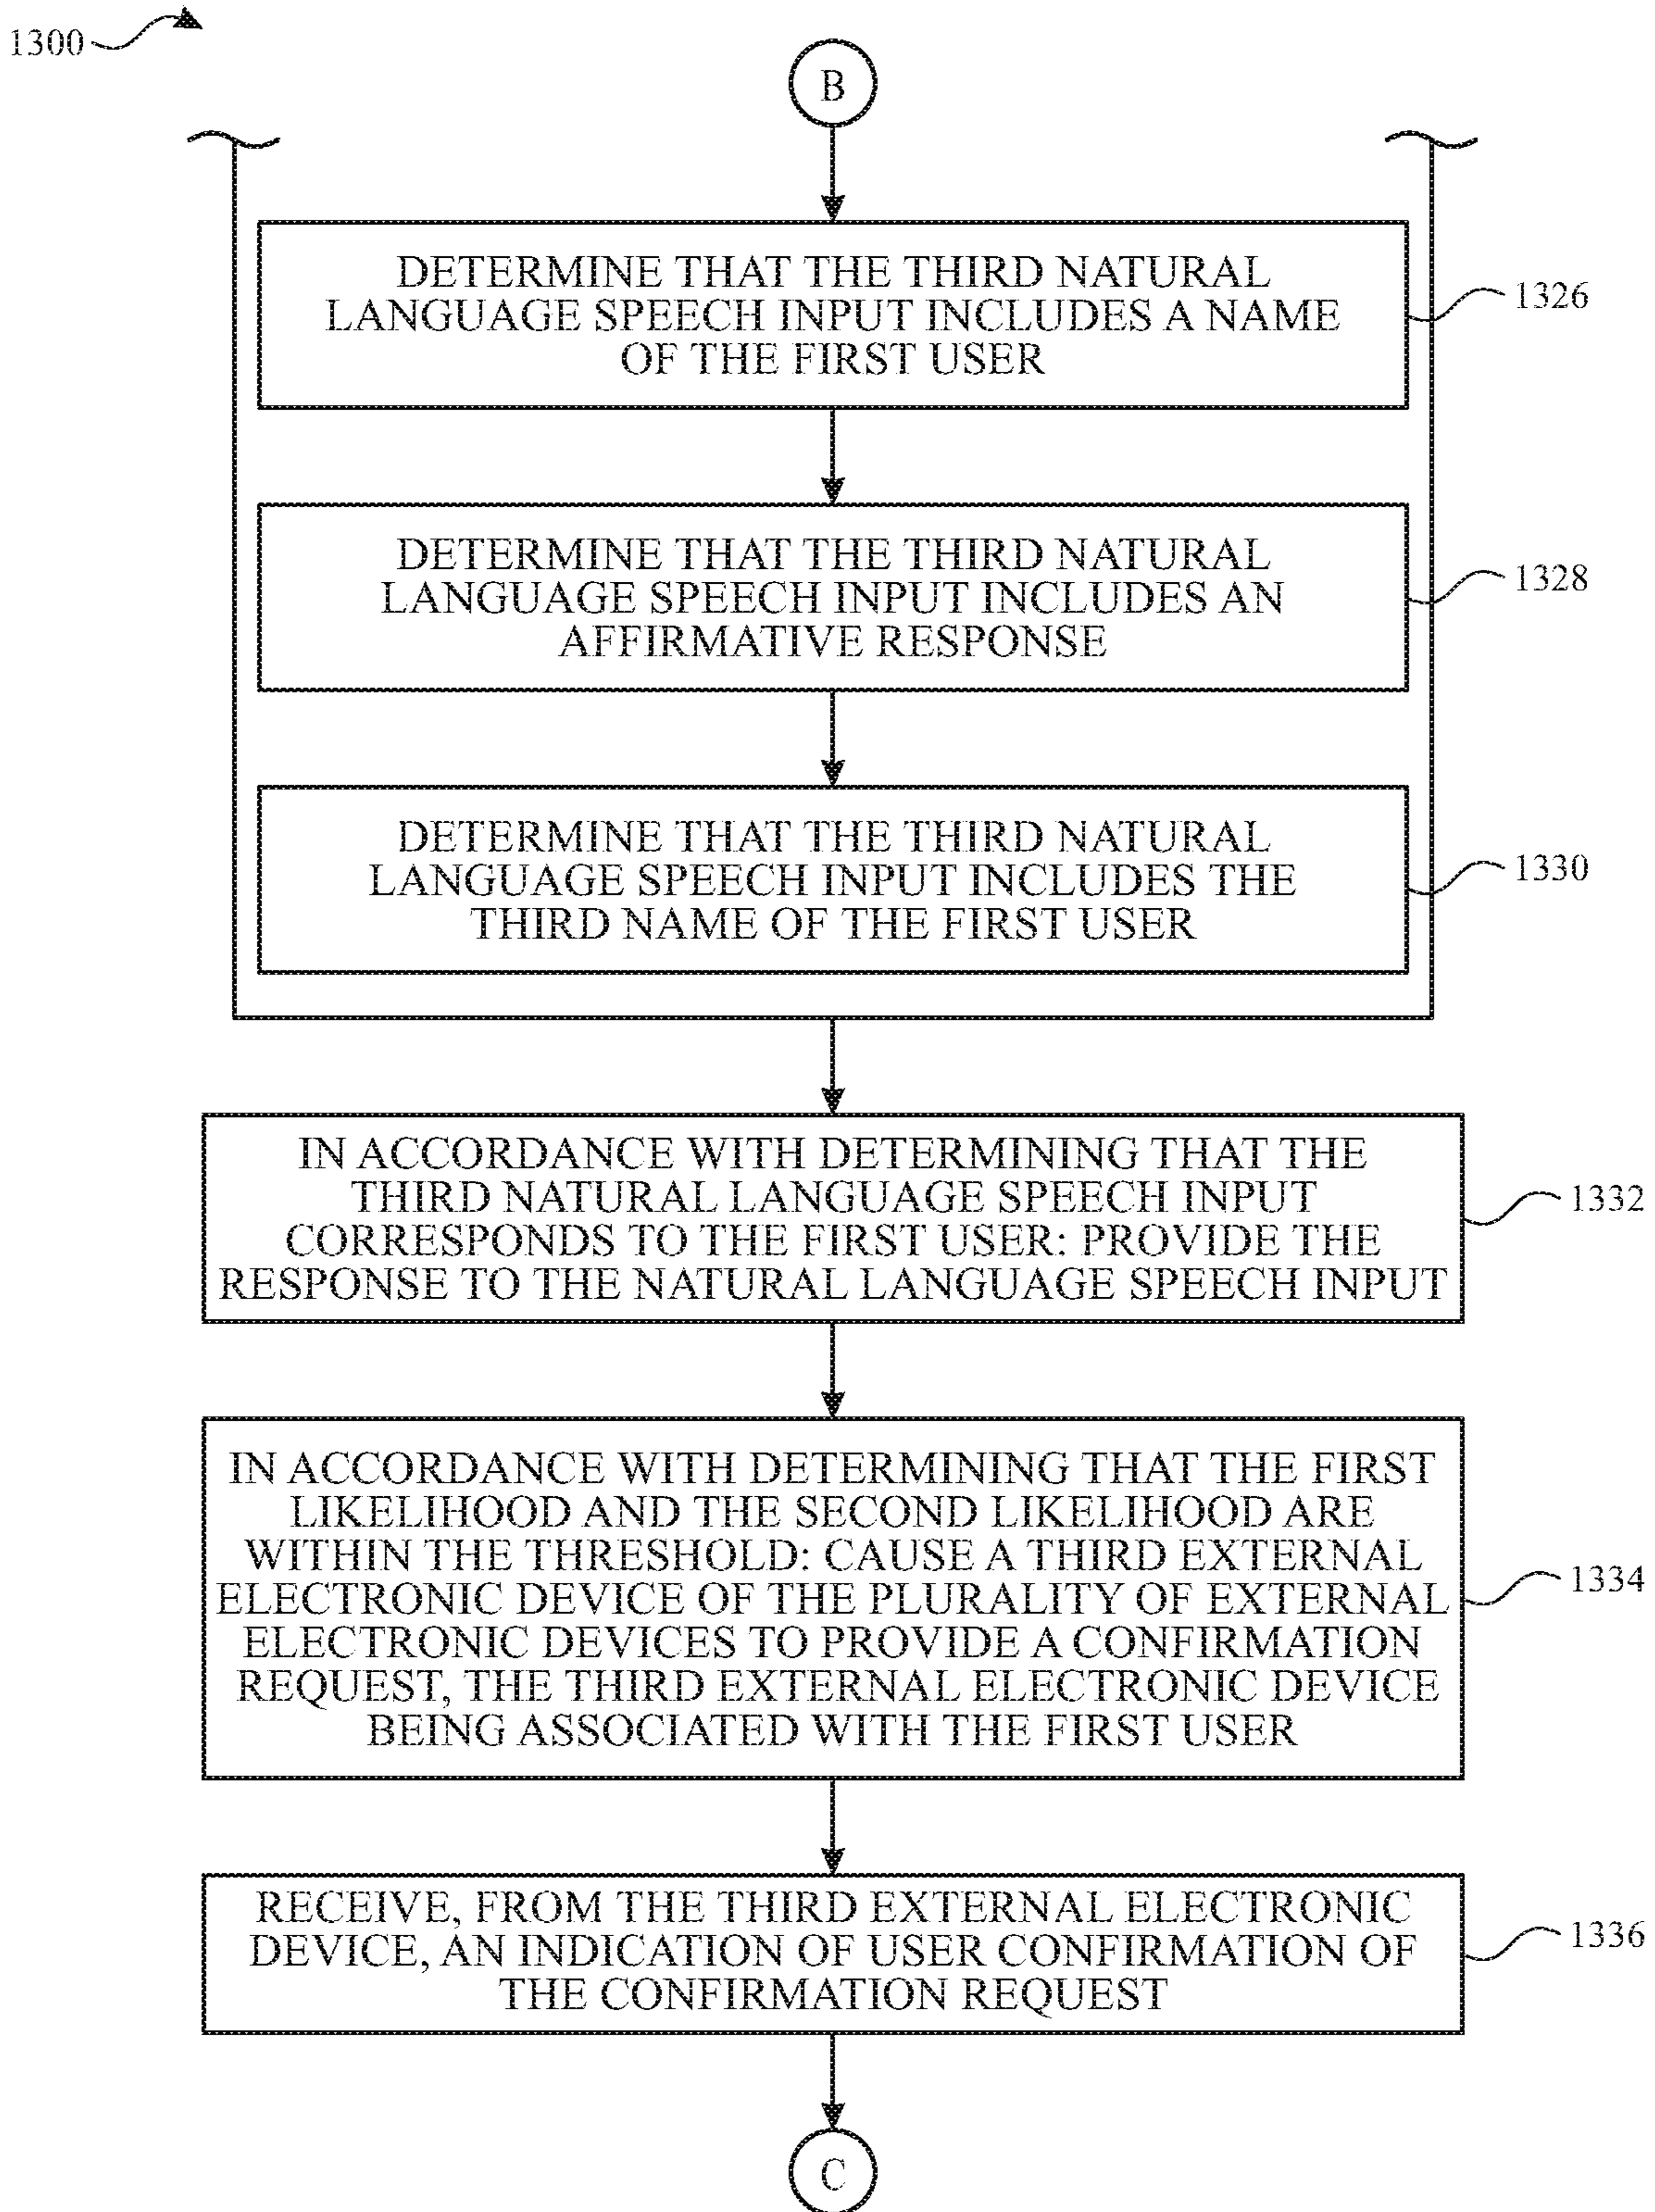 1300
B
DETERMINE THAT THE THIRD NATURAL
LANGUAGE SPEECH INPUT INCLUDES A NAME
OF THE FIRST USER
1326
DETERMINE THAT THE THIRD NATURAL
LANGUAGE SPEECH INPUT INCLUDES AN
AFFIRMATIVE RESPONSE
1328
DETERMINE THAT THE THIRD NATURAL
LANGUAGE SPEECH INPUT INCLUDES THE
THIRD NAME OF THE FIRST USER
1330
IN ACCORDANCE WITH DETERMINING THAT THE
THIRD NATURAL LANGUAGE SPEECH INPUT
CORRESPONDS TO THE FIRST USER: PROVIDE THE
RESPONSE TO THE NATURAL LANGUAGE SPEECH INPUT
1332
IN ACCORDANCE WITH DETERMINING THAT THE FIRST
LIKELIHOOD AND THE SECOND LIKELIHOOD ARE
WITHIN THE THRESHOLD: CAUSE A THIRD EXTERNAL
ELECTRONIC DEVICE OF THE PLURALITY OF EXTERNAL
ELECTRONIC DEVICES TO PROVIDE A CONFIRMATION
REQUEST, THE THIRD EXTERNAL ELECTRONIC DEVICE
BEING ASSOCIATED WITH THE FIRST USER
1334
RECEIVE, FROM THE THIRD EXTERNAL ELECTRONIC
DEVICE, AN INDICATION OF USER CONFIRMATION OF
THE CONFIRMATION REQUEST
1336
C